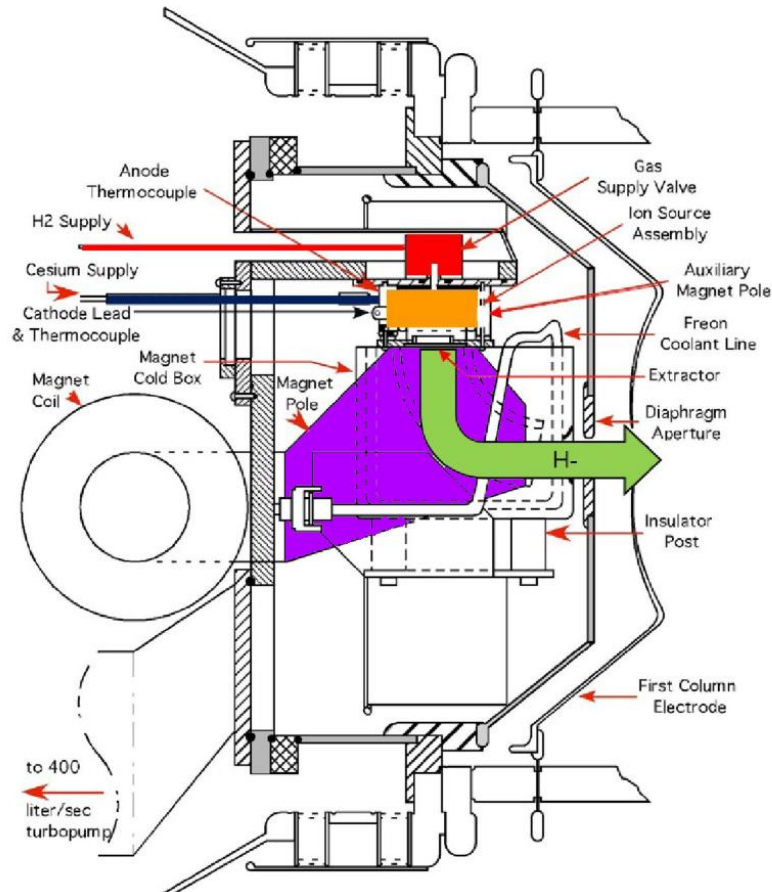 Anode
Thermocouple
H2 Supply
Cesium Supply
Cathode Lead
& Thermocouple
Magnet
Coil
Magnet
Cold Box
Magnet
Pole
Gas
Supply Valve
Ion Source
Assembly
Auxiliary
Magnet Pole
Freon
Coolant Line
Extractor
Diaphragm
Aperture
H-
Insulator
Post
First Column
Electrode
to 400
liter/sec
turbopump